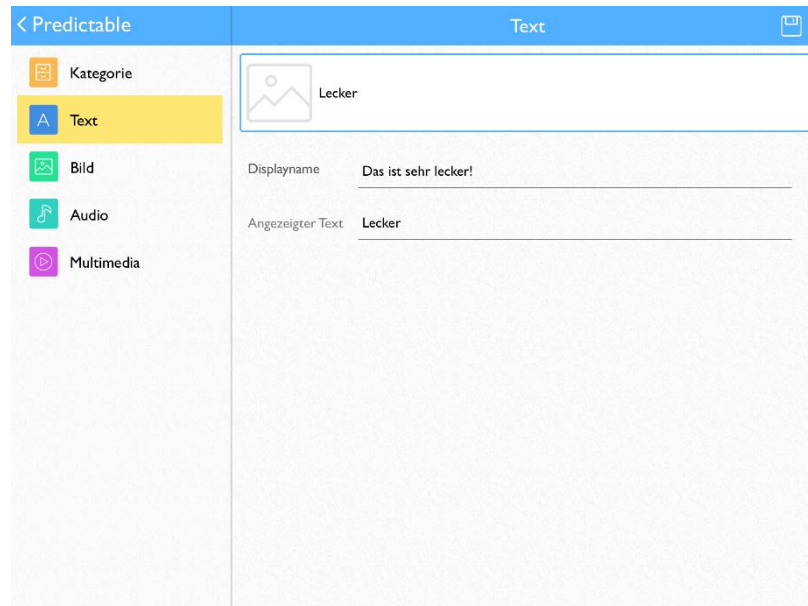 Predictable
Text
Kategorie
Text
Bild
Audio
Multimedia
Lecker
Displayname Das ist sehr lecker!
Angezeigter Text Lecker